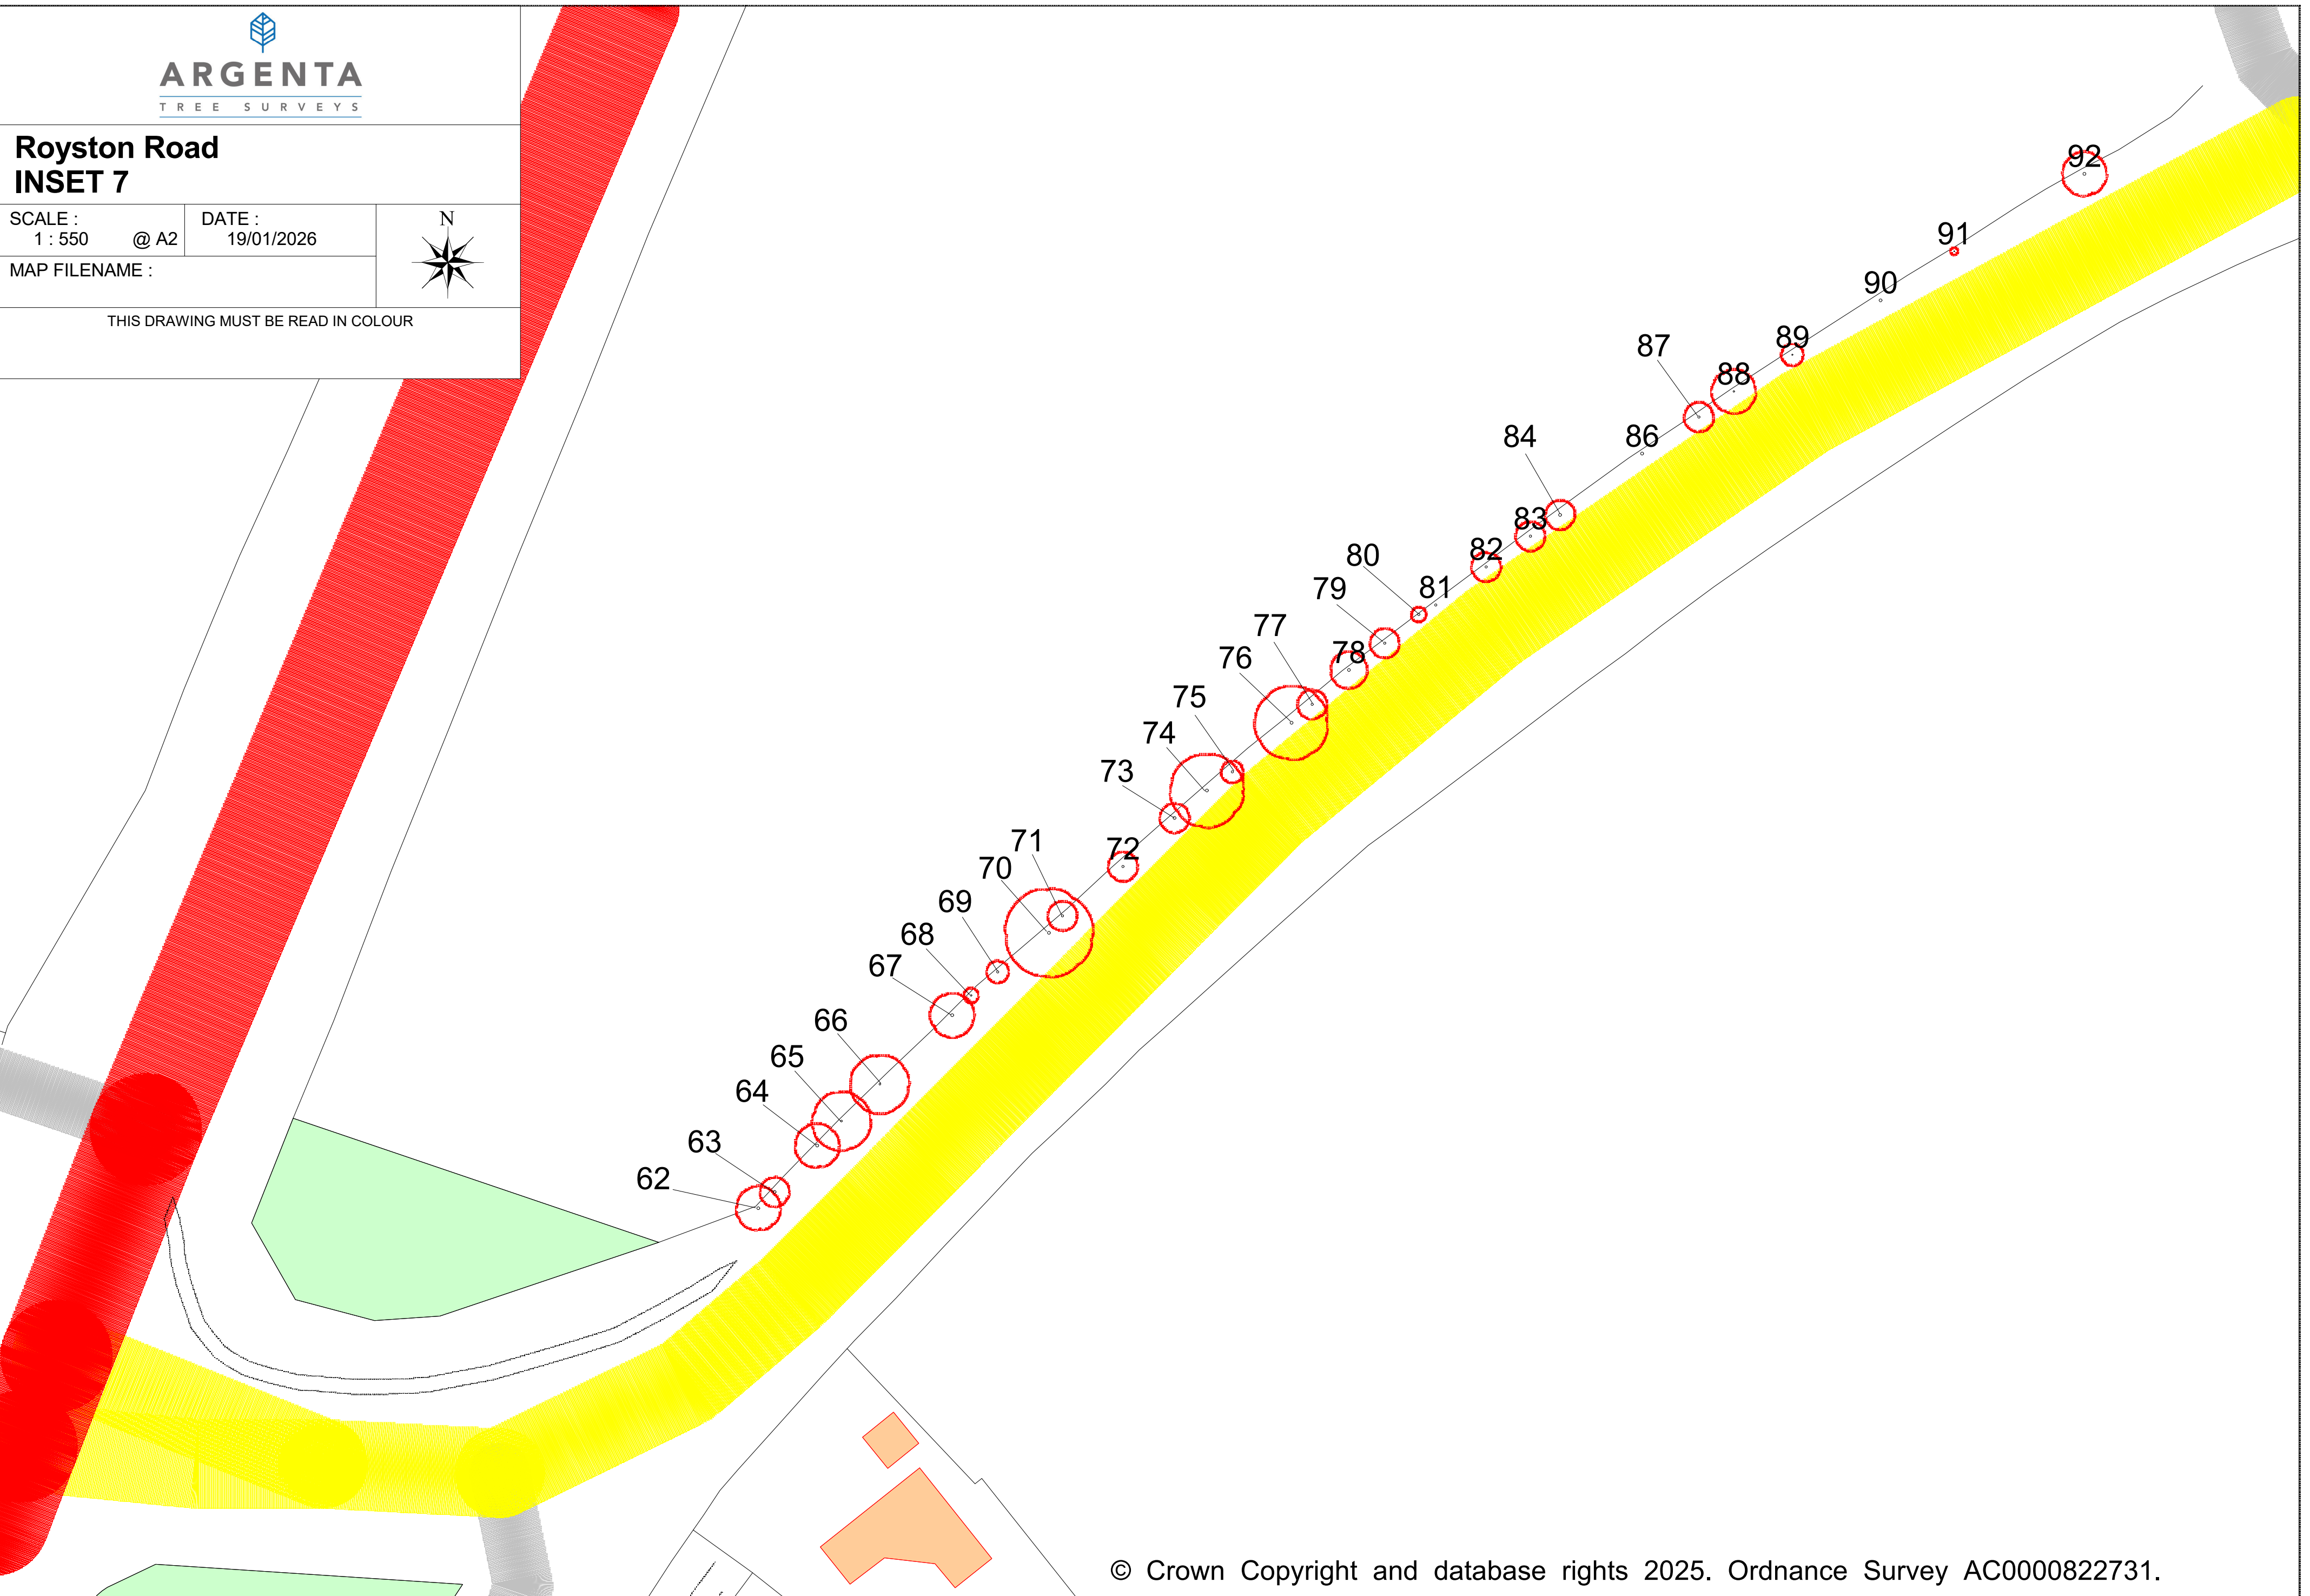 ARGENTA
TREE SURVEYS
Royston Road
INSET 7
SCALE :
1 : 550 @ A2
DATE :
19/01/2026
N
MAP FILENAME :
THIS DRAWING MUST BE READ IN COLOUR
92
91
90
89
88
87
86
84
83
82
81
80
79
78
77
76
75
74
73
72
71
70
69
68
67
66
65
64
63
62
© Crown Copyright and database rights 2025. Ordnance Survey AC0000822731.